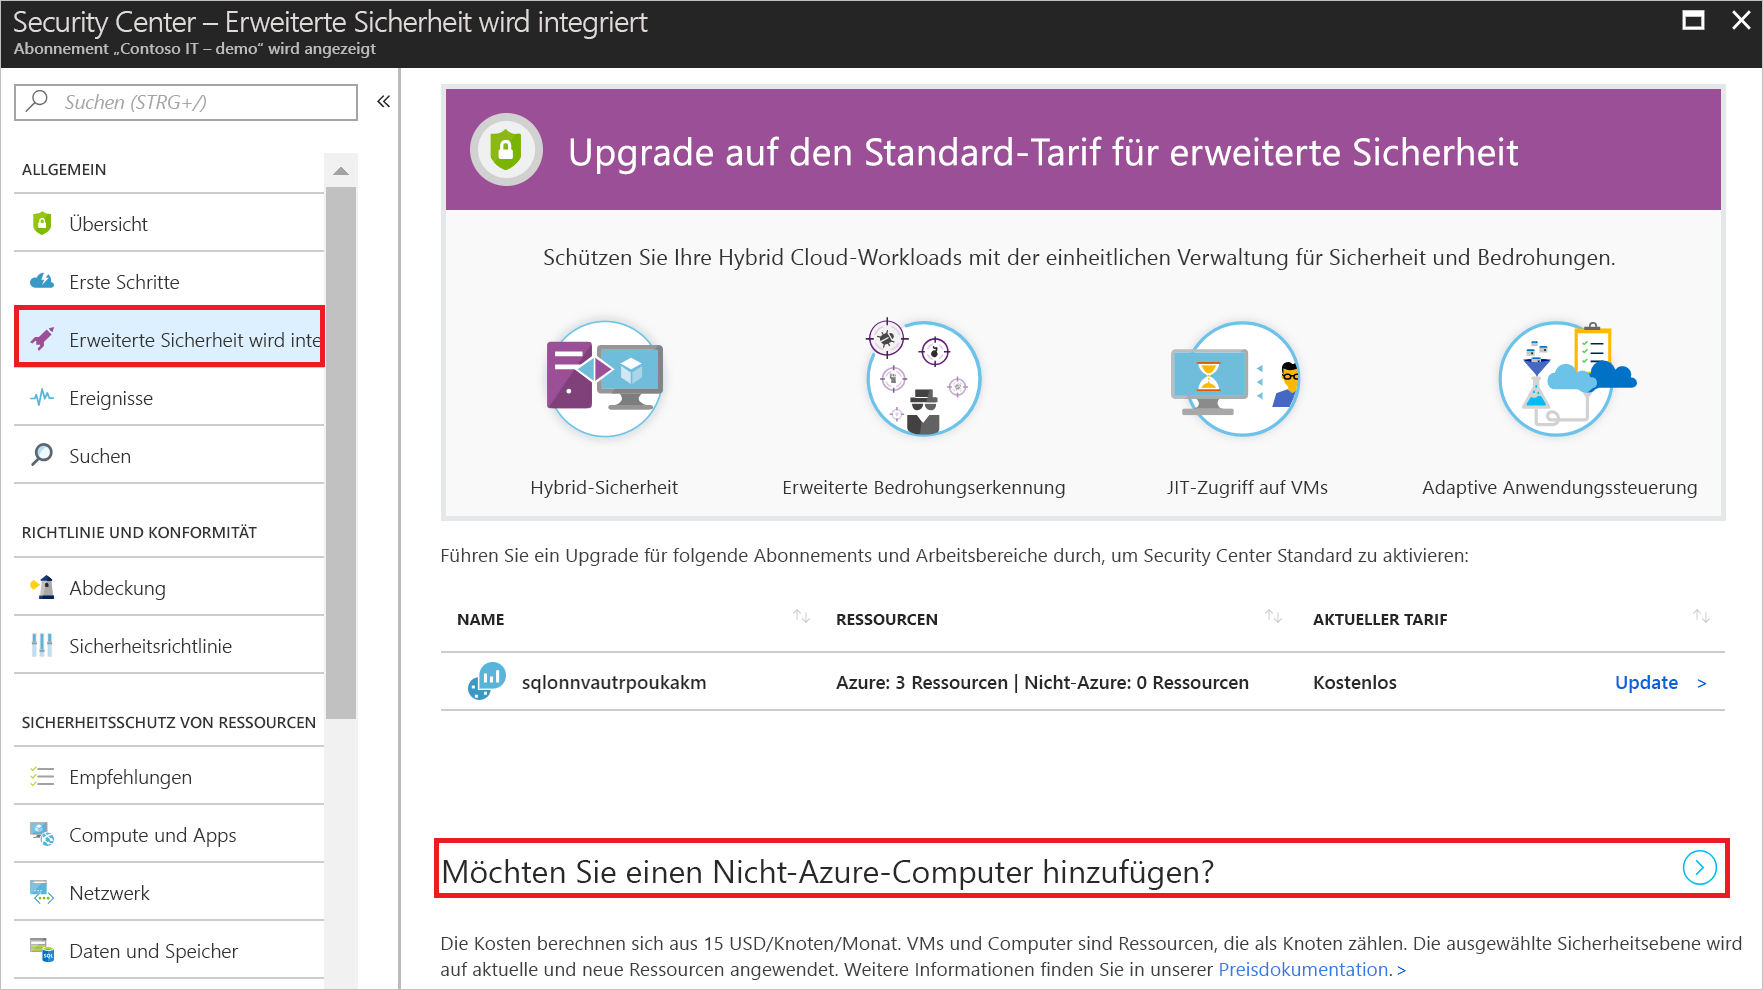 Security Center – Erweiterte Sicherheit wird integriert
Abonnement „Contoso IT – demo“ wird angezeigt
Suchen (STRG+/)
ALLGEMEIN
Übersicht
Erste Schritte
Erweiterte Sicherheit wird inte
Ereignisse
Suchen
RICHTLINIE UND KONFORMITÄT
Abdeckung
Sicherheitsrichtlinie
SICHERHEITSSCHUTZ VON RESSOURCEN
Empfehlungen
Compute und Apps
Netzwerk
Daten und Speicher
Upgrade auf den Standard-Tarif für erweiterte Sicherheit
Schützen Sie Ihre Hybrid Cloud-Workloads mit der einheitlichen Verwaltung für Sicherheit und Bedrohungen.
Hybrid-Sicherheit
Erweiterte Bedrohungserkennung
JIT-Zugriff auf VMs
Adaptive Anwendungssteuerung
Führen Sie ein Upgrade für folgende Abonnements und Arbeitsbereiche durch, um Security Center Standard zu aktivieren:
NAME RESSOURCEN AKTUELLER TARIF
sqlonnvautrpoukakm Azure: 3 Ressourcen | Nicht-Azure: 0 Ressourcen Kostenlos Update >
Möchten Sie einen Nicht-Azure-Computer hinzufügen?
Die Kosten berechnen sich aus 15 USD/Knoten/Monat. VMs und Computer sind Ressourcen, die als Knoten zählen. Die ausgewählte Sicherheitsebene wird
auf aktuelle und neue Ressourcen angewendet. Weitere Informationen finden Sie in unserer Preisdokumentation. >